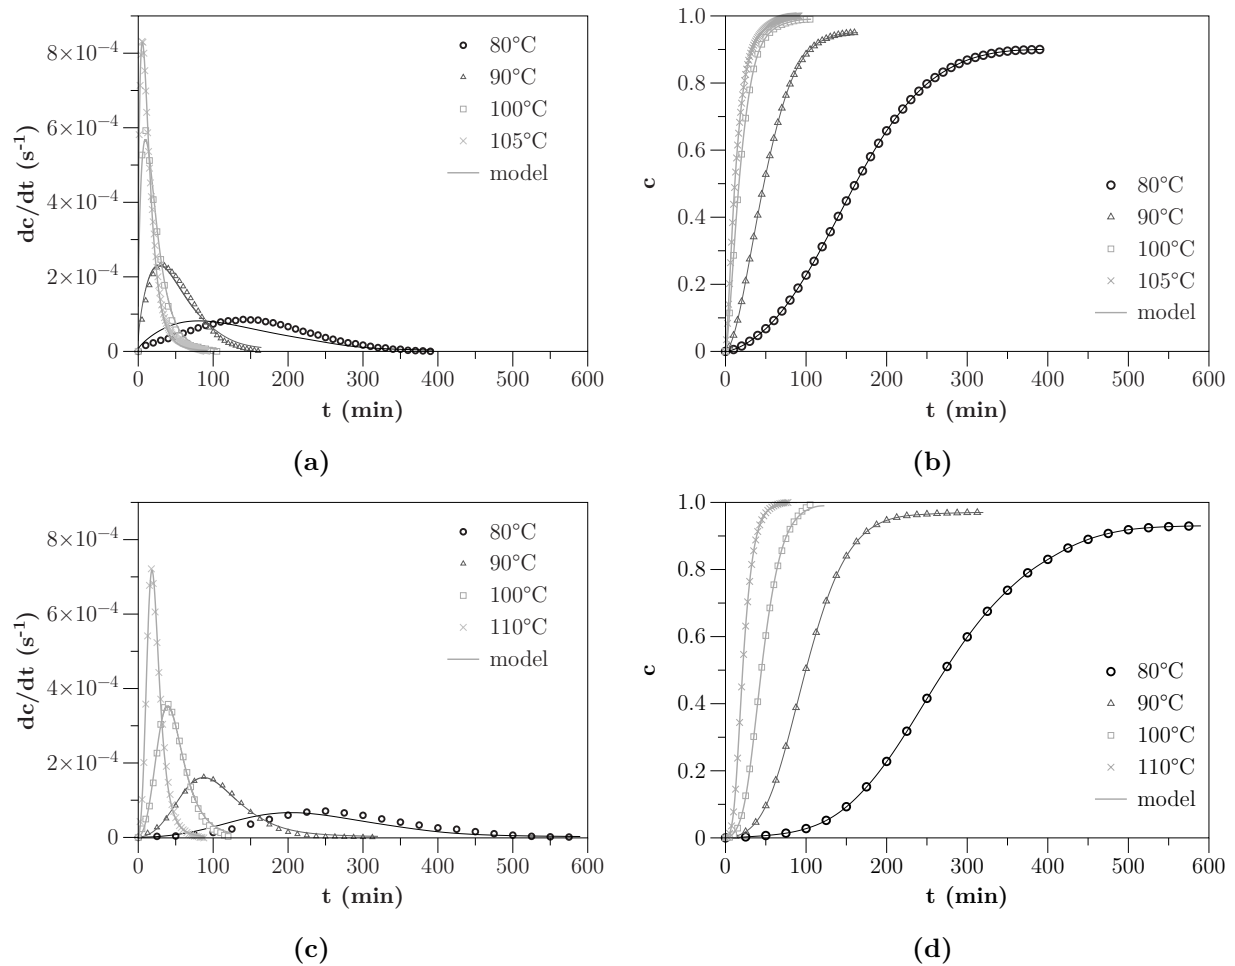 8×10⁻⁴
6×10⁻⁴
4×10⁻⁴
2×10⁻⁴
0
dc/dt (s⁻¹)
80°C
90°C
100°C
105°C
model
0 100 200 300 400 500 600
t (min)
(a)
1.0
0.8
0.6
0.4
0.2
0
c
80°C
90°C
100°C
105°C
model
0 100 200 300 400 500 600
t (min)
(b)
8×10⁻⁴
6×10⁻⁴
4×10⁻⁴
2×10⁻⁴
0
dc/dt (s⁻¹)
80°C
90°C
100°C
110°C
model
0 100 200 300 400 500 600
t (min)
(c)
1.0
0.8
0.6
0.4
0.2
0
c
80°C
90°C
100°C
110°C
model
0 100 200 300 400 500 600
t (min)
(d)